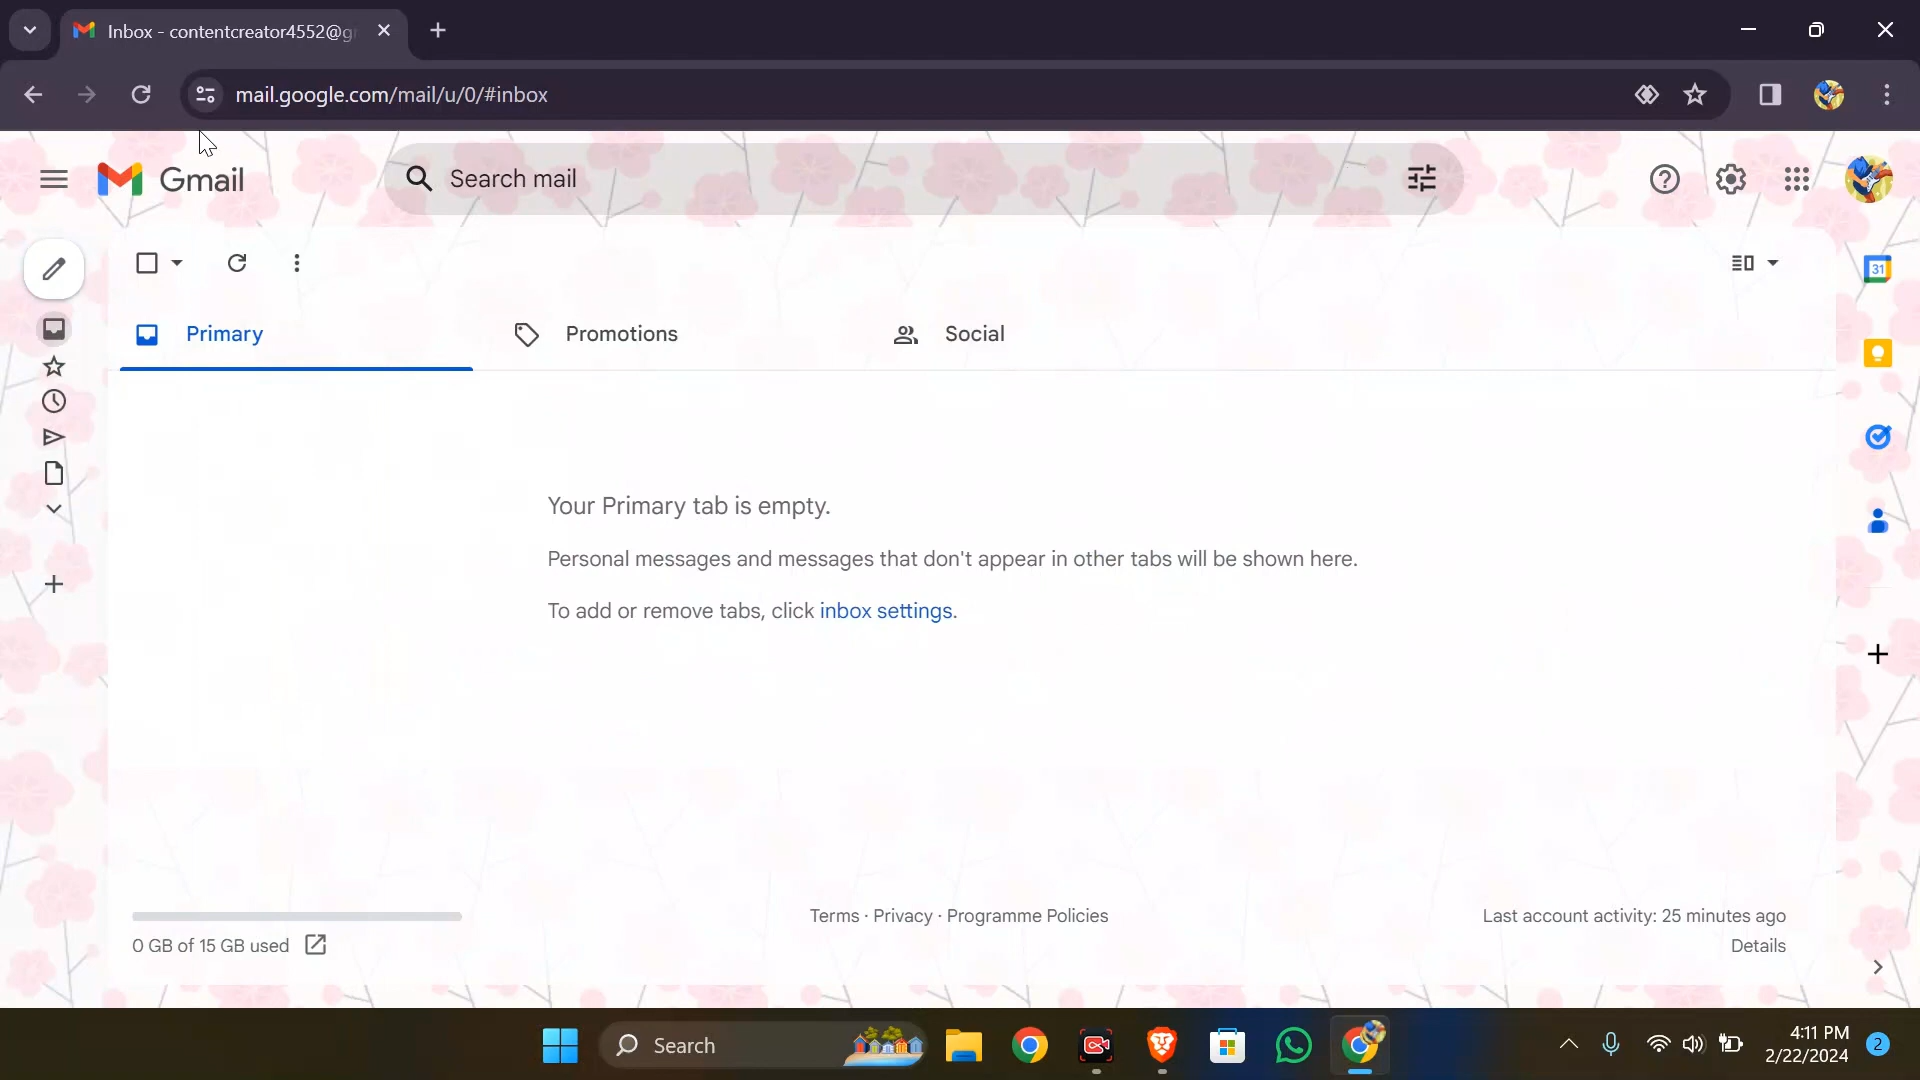 Inbox - contentcreator4552@g
mail.google.com/mail/u/0/#inbox
Gmail
Search mail
31
Primary
Promotions
Social
Your Primary tab is empty.
Personal messages and messages that don't appear in other tabs will be shown here.
To add or remove tabs, click inbox settings.
0 GB of 15 GB used
Terms · Privacy · Programme Policies
Last account activity: 25 minutes ago
Details
Search
4:11 PM
2/22/2024
2